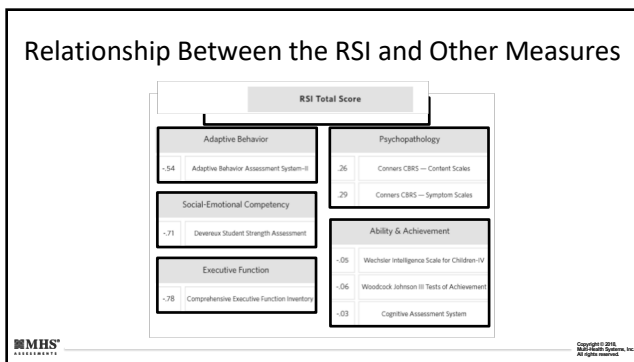 Relationship Between the RSI and Other Measures
RSI Total Score
Adaptive Behavior
-.54 Adaptive Behavior Assessment System-II
Social-Emotional Competency
-.71 Devereux Student Strength Assessment
Executive Function
-.78 Comprehensive Executive Function Inventory
Psychopathology
.26 Conners CBRS — Content Scales
.29 Conners CBRS — Symptom Scales
Ability & Achievement
-.05 Wechsler Intelligence Scale for Children-IV
-.06 Woodcock Johnson III Tests of Achievement
-.03 Cognitive Assessment System
MHS®
ASSESSMENTS
Copyright © 2018,
Multi-Health Systems, Inc.
All rights reserved.